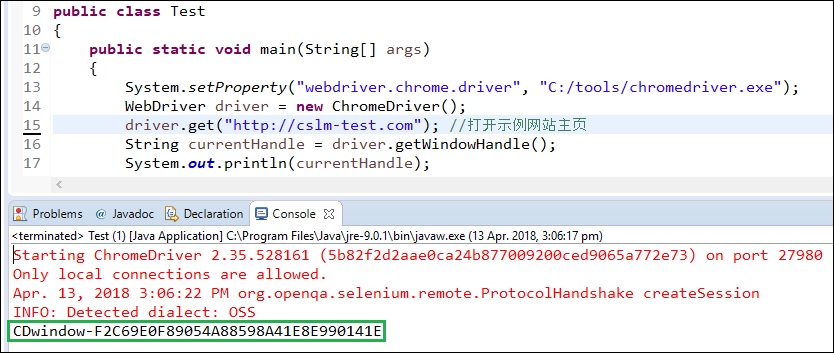 9 public class Test
10 {
11 public static void main(String[] args)
12 {
13 System.setProperty("webdriver.chrome.driver", "C:/tools/chromedriver.exe");
14 WebDriver driver = new ChromeDriver();
15 driver.get("http://cslm-test.com"); //打开示例网站主页
16 String currentHandle = driver.getWindowHandle();
17 System.out.println(currentHandle);
Problems @ Javadoc Declaration Console
<terminated> Test (1) [Java Application] C:\Program Files\Java\jre-9.0.1\bin\javaw.exe (13 Apr. 2018, 3:06:17 pm)
Starting ChromeDriver 2.35.528161 (5b82f2d2aae0ca24b877009200ced9065a772e73) on port 27980
Only local connections are allowed.
Apr. 13, 2018 3:06:22 PM org.openqa.selenium.remote.ProtocolHandshake createSession
INFO: Detected dialect: OSS
CDwindow-F2C69E0F89054A88598A41E8E990141E